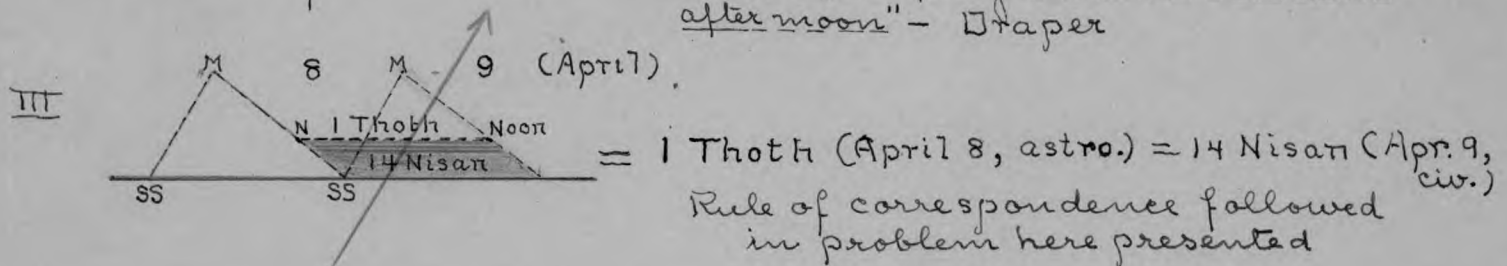 after moon" - Draper
III
M 8 M 9 (April).
N 1 Thoth Noon
14 Nisan
SS SS
= 1 Thoth (April 8, astro.) = 14 Nisan (Apr. 9, civ.)
Rule of correspondence followed
in problem here presented